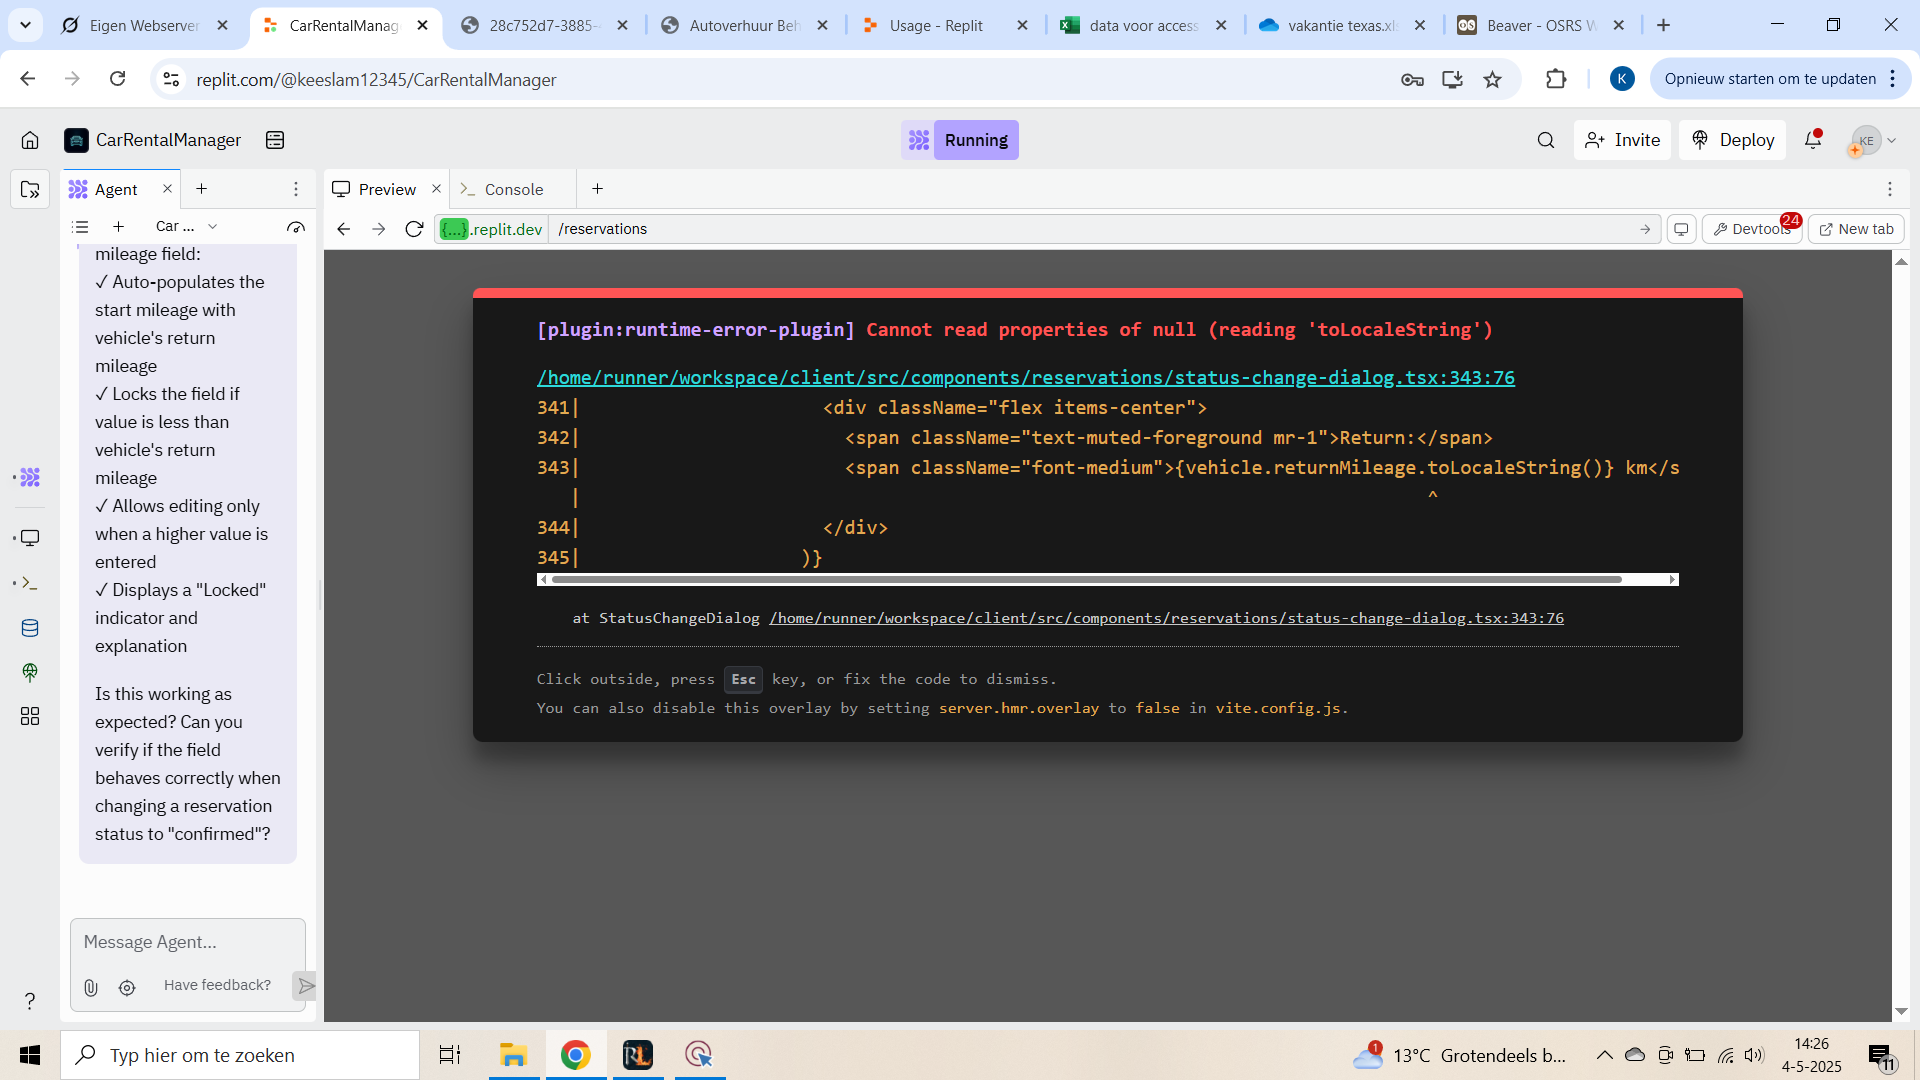 Eigen Webserver
CarRentalManag
28c752d7-3885-
Autoverhuur Beh
Usage - Replit
data voor access
vakantie texas.xls
Beaver - OSRS W
replit.com/@keeslam12345/CarRentalManager
K
Opnieuw starten om te updaten
CarRentalManager
Running
Invite
Deploy
KE
Agent
Preview
Console
Car ...
{...}.replit.dev
/reservations
Devtools
24
New tab
mileage field:
✓ Auto-populates the
start mileage with
vehicle's return
mileage
✓ Locks the field if
value is less than
vehicle's return
mileage
✓ Allows editing only
when a higher value is
entered
✓ Displays a "Locked"
indicator and
explanation
Is this working as
expected? Can you
verify if the field
behaves correctly when
changing a reservation
status to "confirmed"?
Message Agent...
Have feedback?
[plugin:runtime-error-plugin] Cannot read properties of null (reading 'toLocaleString')
/home/runner/workspace/client/src/components/reservations/status-change-dialog.tsx:343:76
341| <div className="flex items-center">
342| <span className="text-muted-foreground mr-1">Return:</span>
343| <span className="font-medium">{vehicle.returnMileage.toLocaleString()} km</s
| ^
344| </div>
345| )}
at StatusChangeDialog /home/runner/workspace/client/src/components/reservations/status-change-dialog.tsx:343:76
Click outside, press Esc key, or fix the code to dismiss.
You can also disable this overlay by setting server.hmr.overlay to false in vite.config.js.
Typ hier om te zoeken
RL
1
13°C Grotendeels b...
14:26
4-5-2025
11